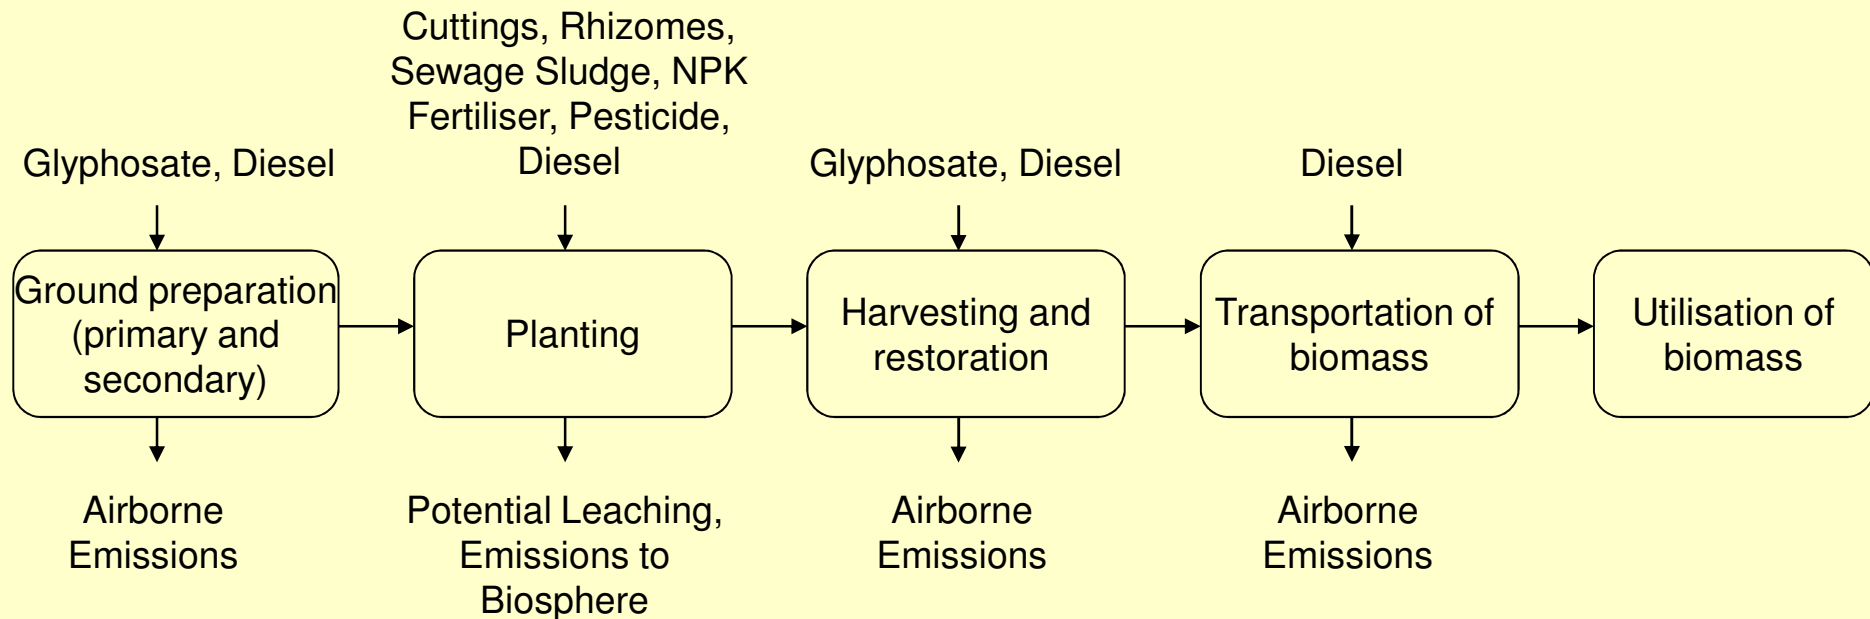 Cuttings, Rhizomes,
Sewage Sludge, NPK
Fertiliser, Pesticide,
Diesel
Glyphosate, Diesel
Glyphosate, Diesel
Diesel
Ground preparation
(primary and
secondary)
Planting
Harvesting and
restoration
Transportation of
biomass
Utilisation of
biomass
Airborne
Emissions
Potential Leaching,
Emissions to
Biosphere
Airborne
Emissions
Airborne
Emissions